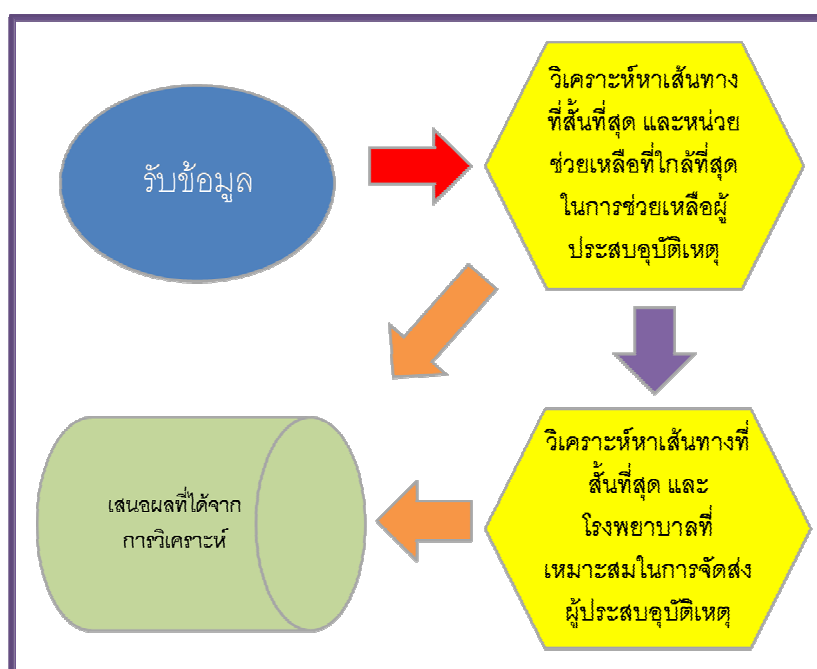 รับข้อมูล
วิเคราะห์หาเส้นทาง
ที่สั้นที่สุด และหน่วย
ช่วยเหลือที่ใกล้ที่สุด
ในการช่วยเหลือผู้
ประสบอุบัติเหตุ
วิเคราะห์หาเส้นทางที่
สั้นที่สุด และ
โรงพยาบาลที่
เหมาะสมในการจัดส่ง
ผู้ประสบอุบัติเหตุ
เสนอผลที่ได้จาก
การวิเคราะห์